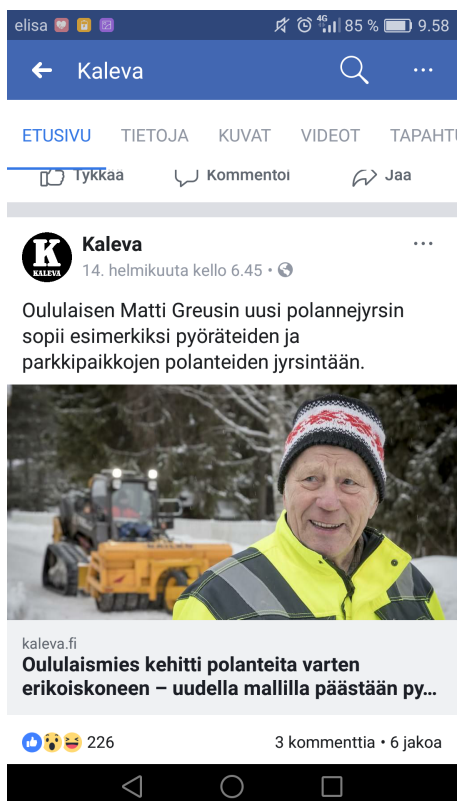 elisa 4G 85 % 9.58
Kaleva
ETUSIVU TIETOJA KUVAT VIDEOT TAPAHTU
Tykkää Kommentoi Jaa
K
KALEVA
Kaleva
14. helmikuuta kello 6.45 •
Oululaisen Matti Greusin uusi polannejyrsin
sopii esimerkiksi pyöräteiden ja
parkkipaikkojen polanteiden jyrsintään.
kaleva.fi
Oululaismies kehitti polanteita varten
erikoiskoneen – uudella mallilla päästään py...
226 3 kommenttia • 6 jakoa